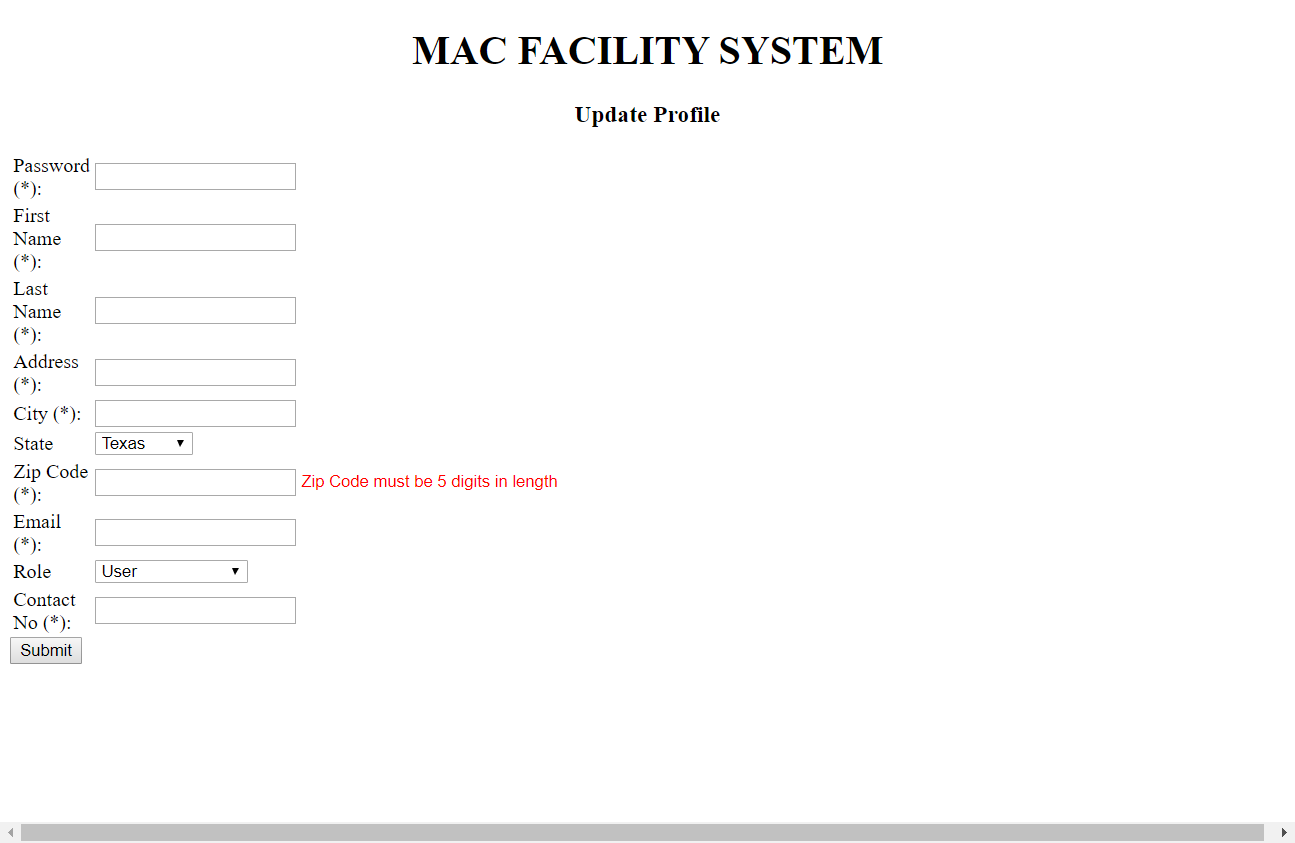 MAC FACILITY SYSTEM
Update Profile
Password
(*):
First
Name
(*):
Last
Name
(*):
Address
(*):
City (*):
State Texas
Zip Code
(*):
Zip Code must be 5 digits in length
Email
(*):
Role User
Contact
No (*):
Submit